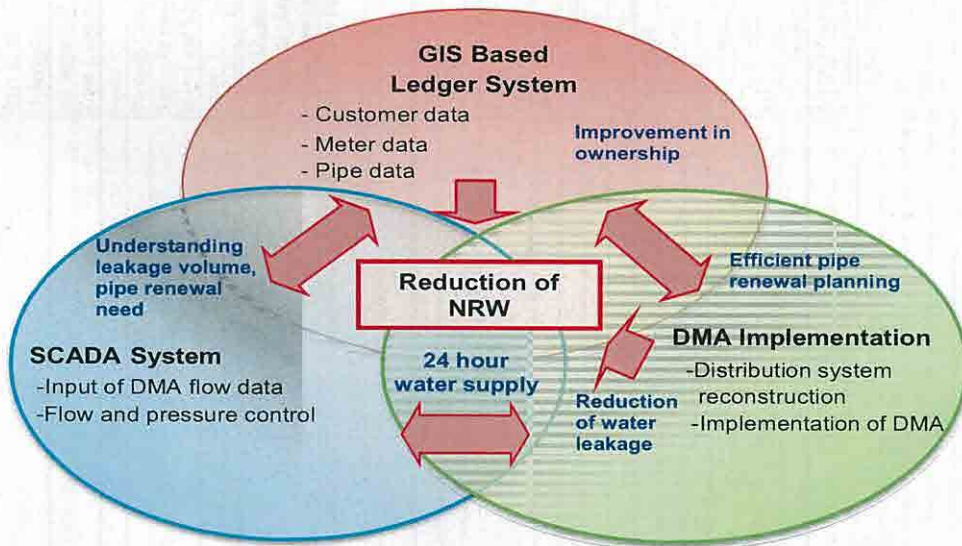 GIS Based
Ledger System
- Customer data
- Meter data
- Pipe data
Improvement in
ownership
Understanding
leakage volume,
pipe renewal
need
Reduction of
NRW
Efficient pipe
renewal planning
SCADA System
-Input of DMA flow data
-Flow and pressure control
24 hour
water supply
DMA Implementation
-Distribution system
reconstruction
-Implementation of DMA
Reduction
of water
leakage